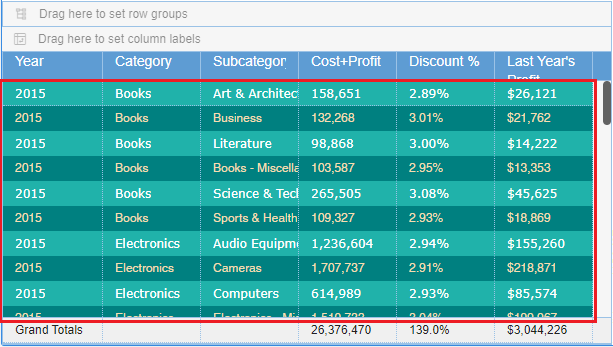 Drag here to set row groups
Drag here to set column labels
Year Category Subcategory Cost+Profit Discount % Last Year's Profit
2015 Books Art & Architec 158,651 2.89% $26,121
2015 Books Business 132,268 3.01% $21,762
2015 Books Literature 98,868 3.00% $14,222
2015 Books Books - Miscella 103,587 2.95% $13,353
2015 Books Science & Tech 265,505 3.08% $45,625
2015 Books Sports & Health 109,327 2.93% $18,869
2015 Electronics Audio Equipm 1,236,604 2.94% $155,260
2015 Electronics Cameras 1,707,737 2.91% $218,871
2015 Electronics Computers 614,989 2.93% $85,574
2015 Electronics Electronics - Mi
Grand Totals 26,376,470 139.0% $3,044,226